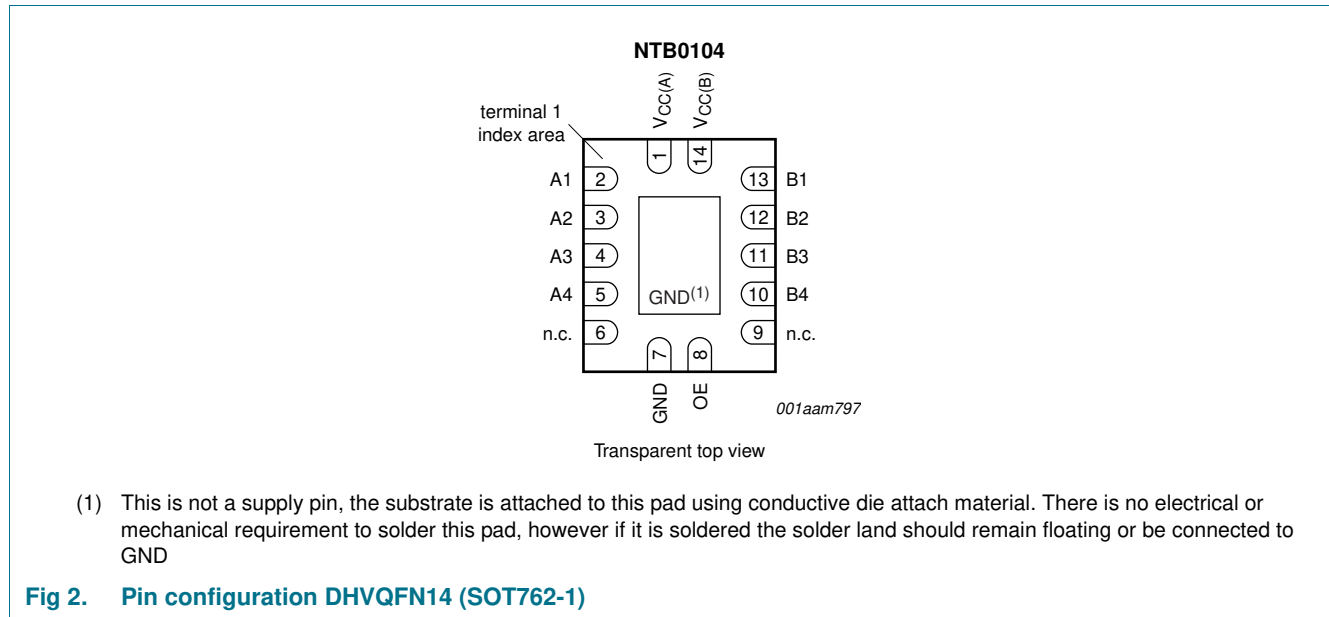 NTB0104
VCC(A)
VCC(B)
terminal 1
index area
1
14
A1 2
13 B1
A2 3
12 B2
A3 4
11 B3
A4 5
GND(1)
10 B4
n.c. 6
9 n.c.
7
8
GND
OE
001aam797
Transparent top view
(1) This is not a supply pin, the substrate is attached to this pad using conductive die attach material. There is no electrical or
mechanical requirement to solder this pad, however if it is soldered the solder land should remain floating or be connected to
GND
Fig 2. Pin configuration DHVQFN14 (SOT762-1)